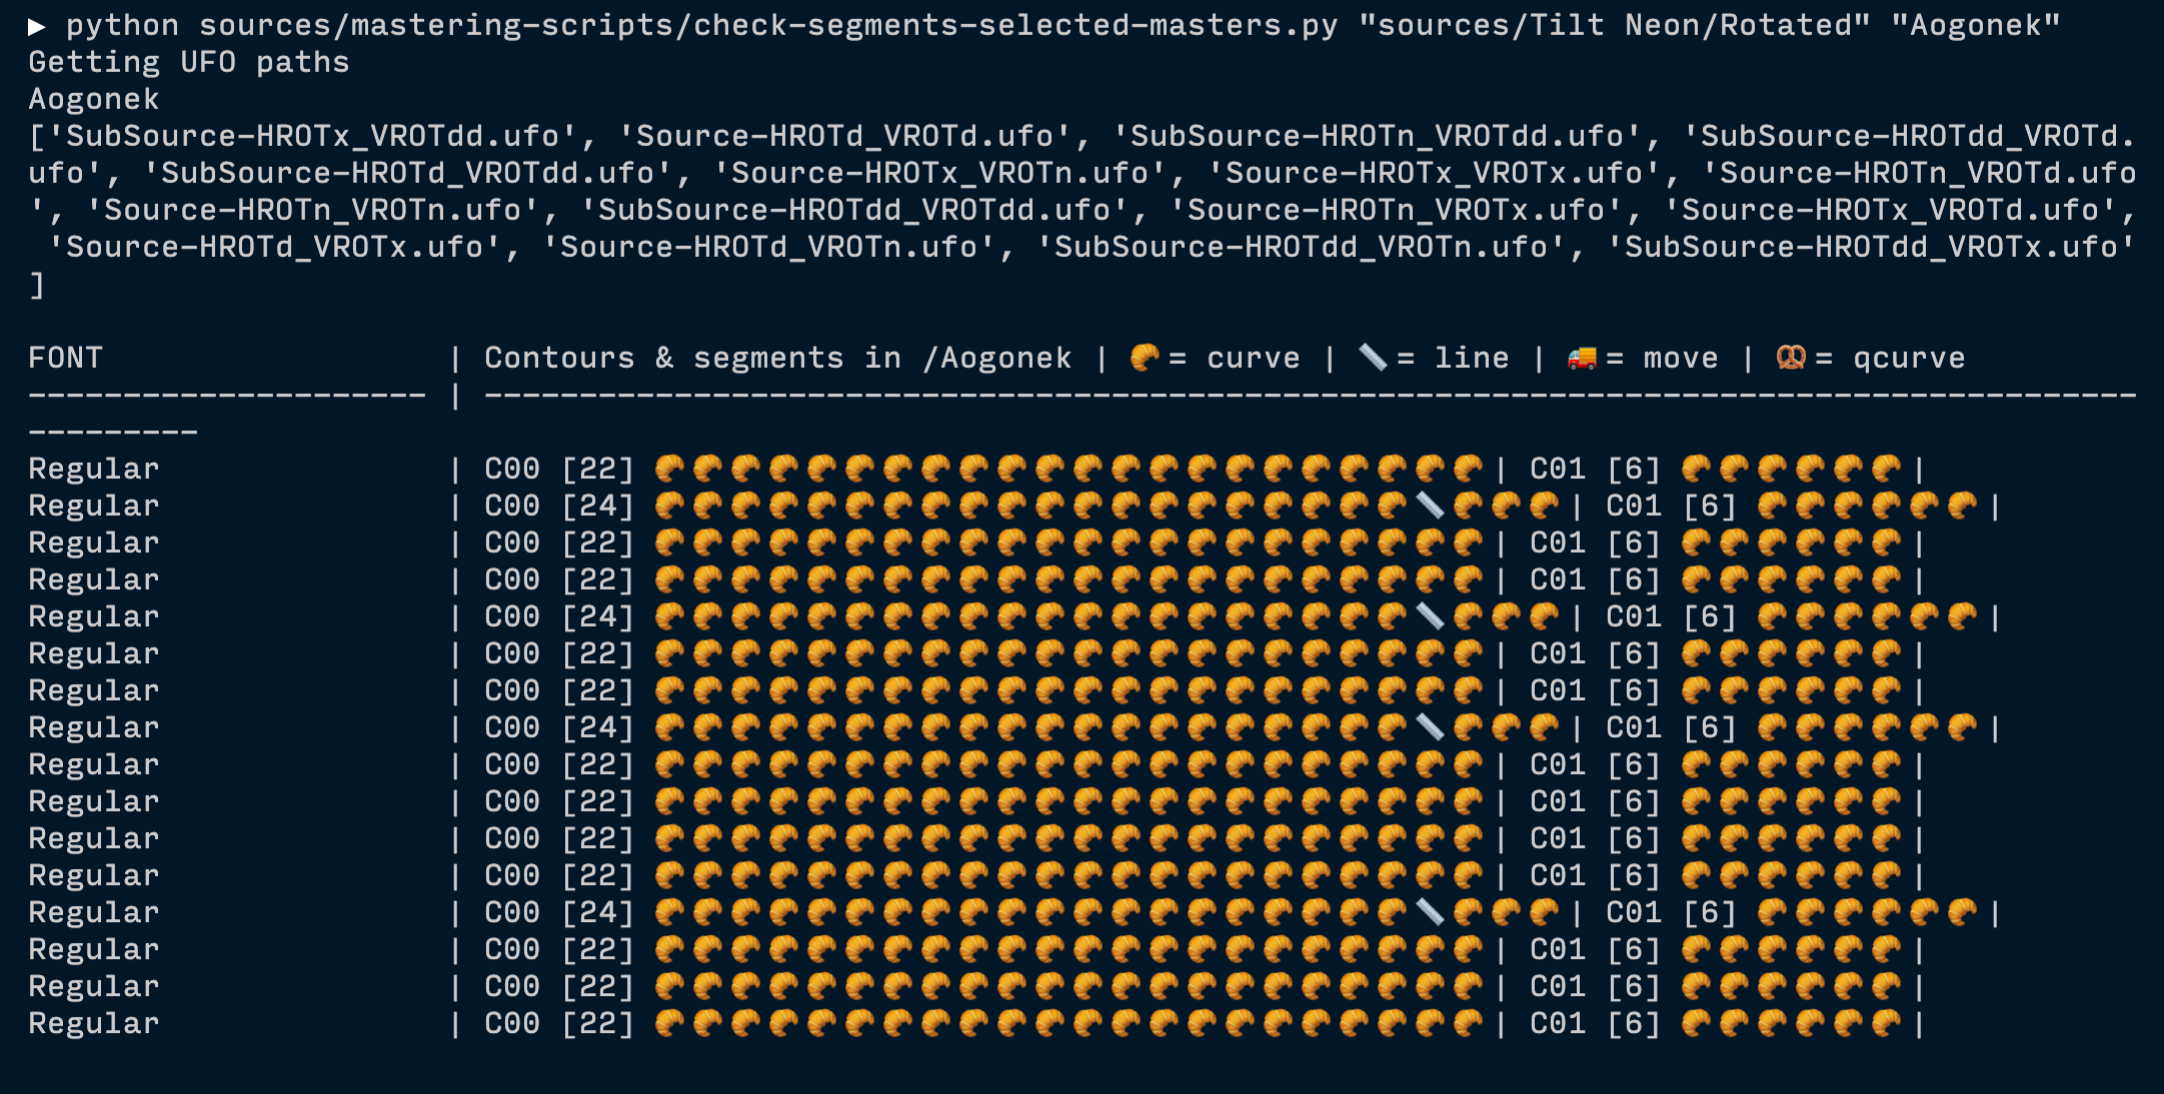 ▶ python sources/mastering-scripts/check-segments-selected-masters.py "sources/Tilt Neon/Rotated" "Aogonek"
Getting UFO paths
Aogonek
['SubSource-HROTx_VROTdd.ufo', 'Source-HROTd_VROTd.ufo', 'SubSource-HROTn_VROTdd.ufo', 'SubSource-HROTdd_VROTd.
ufo', 'SubSource-HROTd_VROTdd.ufo', 'Source-HROTx_VROTn.ufo', 'Source-HROTx_VROTx.ufo', 'Source-HROTn_VROTd.ufo
', 'Source-HROTn_VROTn.ufo', 'SubSource-HROTdd_VROTdd.ufo', 'Source-HROTn_VROTx.ufo', 'Source-HROTx_VROTd.ufo',
 'Source-HROTd_VROTx.ufo', 'Source-HROTd_VROTn.ufo', 'SubSource-HROTdd_VROTn.ufo', 'SubSource-HROTdd_VROTx.ufo'
]
FONT | Contours & segments in /Aogonek | 🥐 = curve | 📏 = line | 🚚 = move | 🥨 = qcurve
--------------------- | ---------------------------------------------------------------------------------------
---------
Regular | C00 [22] 🥐🥐🥐🥐🥐🥐🥐🥐🥐🥐🥐🥐🥐🥐🥐🥐🥐🥐🥐🥐🥐🥐 | C01 [6] 🥐🥐🥐🥐🥐🥐 |
Regular | C00 [24] 🥐🥐🥐🥐🥐🥐🥐🥐🥐🥐🥐🥐🥐🥐🥐🥐🥐🥐🥐🥐📏🥐🥐🥐 | C01 [6] 🥐🥐🥐🥐🥐🥐 |
Regular | C00 [22] 🥐🥐🥐🥐🥐🥐🥐🥐🥐🥐🥐🥐🥐🥐🥐🥐🥐🥐🥐🥐🥐🥐 | C01 [6] 🥐🥐🥐🥐🥐🥐 |
Regular | C00 [22] 🥐🥐🥐🥐🥐🥐🥐🥐🥐🥐🥐🥐🥐🥐🥐🥐🥐🥐🥐🥐🥐🥐 | C01 [6] 🥐🥐🥐🥐🥐🥐 |
Regular | C00 [24] 🥐🥐🥐🥐🥐🥐🥐🥐🥐🥐🥐🥐🥐🥐🥐🥐🥐🥐🥐🥐📏🥐🥐🥐 | C01 [6] 🥐🥐🥐🥐🥐🥐 |
Regular | C00 [22] 🥐🥐🥐🥐🥐🥐🥐🥐🥐🥐🥐🥐🥐🥐🥐🥐🥐🥐🥐🥐🥐🥐 | C01 [6] 🥐🥐🥐🥐🥐🥐 |
Regular | C00 [22] 🥐🥐🥐🥐🥐🥐🥐🥐🥐🥐🥐🥐🥐🥐🥐🥐🥐🥐🥐🥐🥐🥐 | C01 [6] 🥐🥐🥐🥐🥐🥐 |
Regular | C00 [24] 🥐🥐🥐🥐🥐🥐🥐🥐🥐🥐🥐🥐🥐🥐🥐🥐🥐🥐🥐🥐📏🥐🥐🥐 | C01 [6] 🥐🥐🥐🥐🥐🥐 |
Regular | C00 [22] 🥐🥐🥐🥐🥐🥐🥐🥐🥐🥐🥐🥐🥐🥐🥐🥐🥐🥐🥐🥐🥐🥐 | C01 [6] 🥐🥐🥐🥐🥐🥐 |
Regular | C00 [22] 🥐🥐🥐🥐🥐🥐🥐🥐🥐🥐🥐🥐🥐🥐🥐🥐🥐🥐🥐🥐🥐🥐 | C01 [6] 🥐🥐🥐🥐🥐🥐 |
Regular | C00 [22] 🥐🥐🥐🥐🥐🥐🥐🥐🥐🥐🥐🥐🥐🥐🥐🥐🥐🥐🥐🥐🥐🥐 | C01 [6] 🥐🥐🥐🥐🥐🥐 |
Regular | C00 [22] 🥐🥐🥐🥐🥐🥐🥐🥐🥐🥐🥐🥐🥐🥐🥐🥐🥐🥐🥐🥐🥐🥐 | C01 [6] 🥐🥐🥐🥐🥐🥐 |
Regular | C00 [24] 🥐🥐🥐🥐🥐🥐🥐🥐🥐🥐🥐🥐🥐🥐🥐🥐🥐🥐🥐🥐📏🥐🥐🥐 | C01 [6] 🥐🥐🥐🥐🥐🥐 |
Regular | C00 [22] 🥐🥐🥐🥐🥐🥐🥐🥐🥐🥐🥐🥐🥐🥐🥐🥐🥐🥐🥐🥐🥐🥐 | C01 [6] 🥐🥐🥐🥐🥐🥐 |
Regular | C00 [22] 🥐🥐🥐🥐🥐🥐🥐🥐🥐🥐🥐🥐🥐🥐🥐🥐🥐🥐🥐🥐🥐🥐 | C01 [6] 🥐🥐🥐🥐🥐🥐 |
Regular | C00 [22] 🥐🥐🥐🥐🥐🥐🥐🥐🥐🥐🥐🥐🥐🥐🥐🥐🥐🥐🥐🥐🥐🥐 | C01 [6] 🥐🥐🥐🥐🥐🥐 |